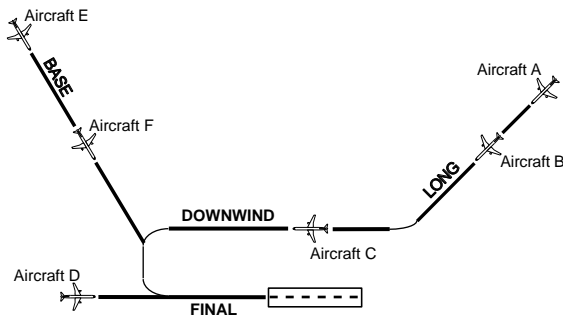 Aircraft E
BASE
Aircraft A
Aircraft F
Aircraft B
LONG
DOWNWIND
Aircraft C
Aircraft D
FINAL